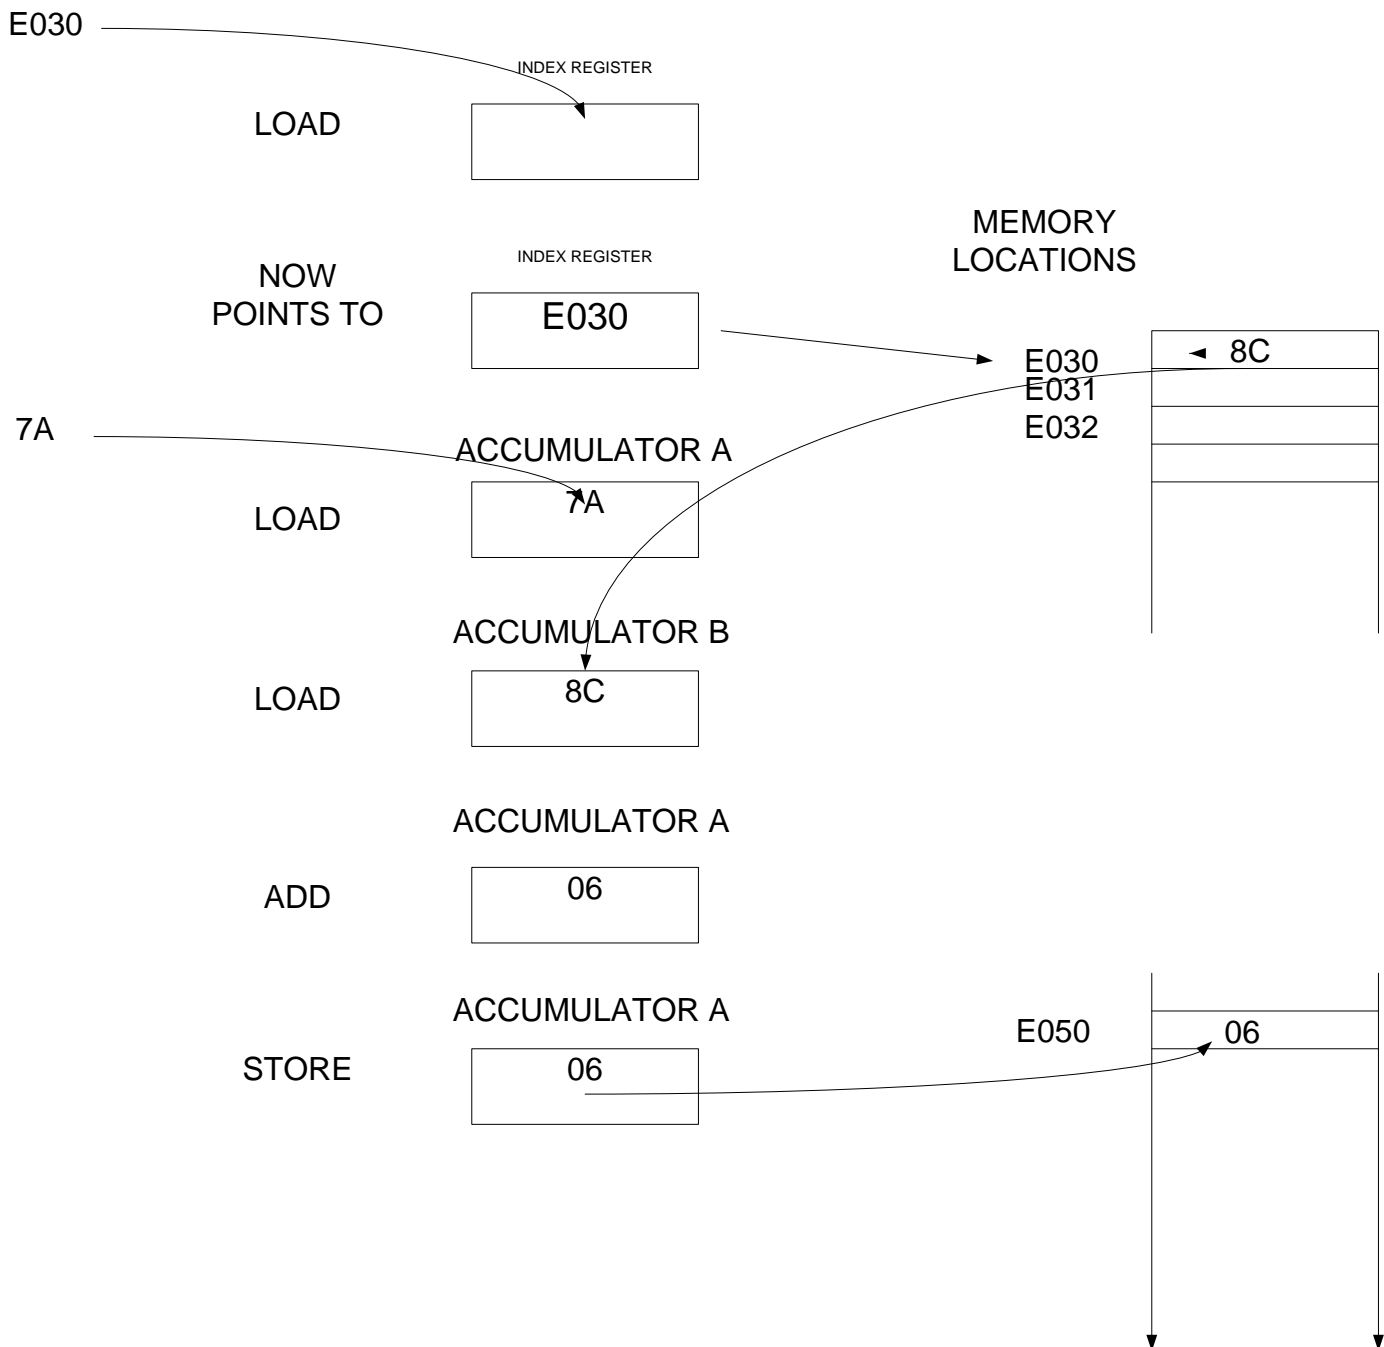 E030
INDEX REGISTER
LOAD
MEMORY
LOCATIONS
INDEX REGISTER
NOW
POINTS TO
E030
E030
8C
E031
E032
7A
ACCUMULATOR A
7A
LOAD
ACCUMULATOR B
8C
LOAD
ACCUMULATOR A
06
ADD
ACCUMULATOR A
E050
06
STORE
06